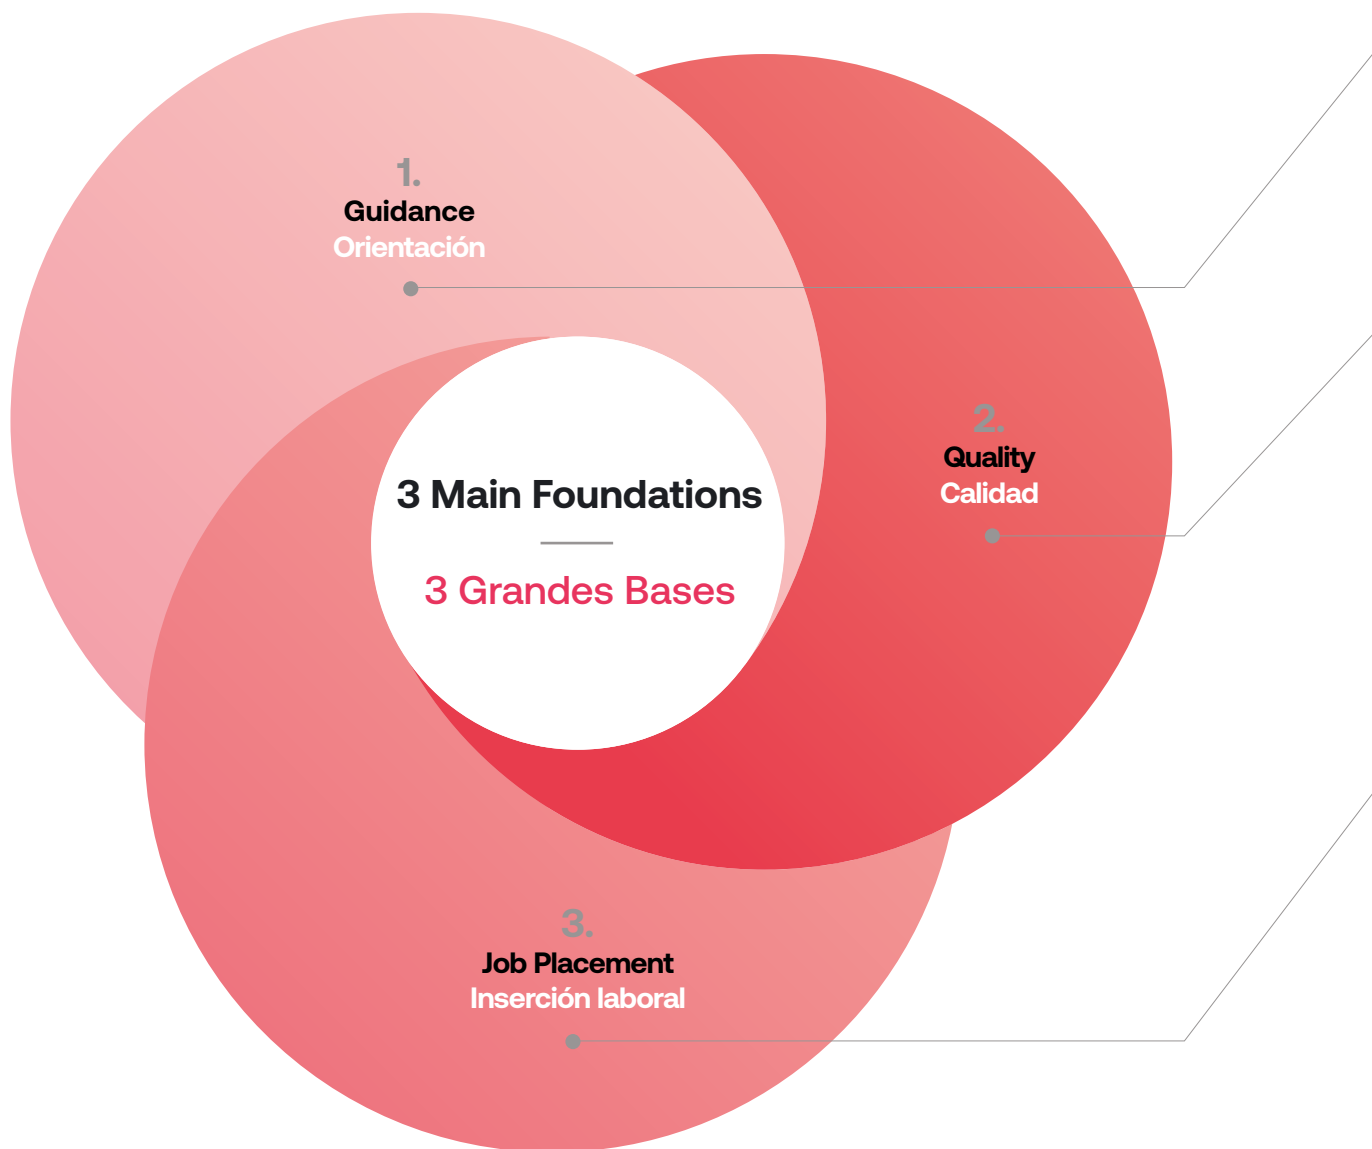 1.
Guidance
Orientación
2.
Quality
Calidad
3 Main Foundations
3 Grandes Bases
3.
Job Placement
Inserción laboral